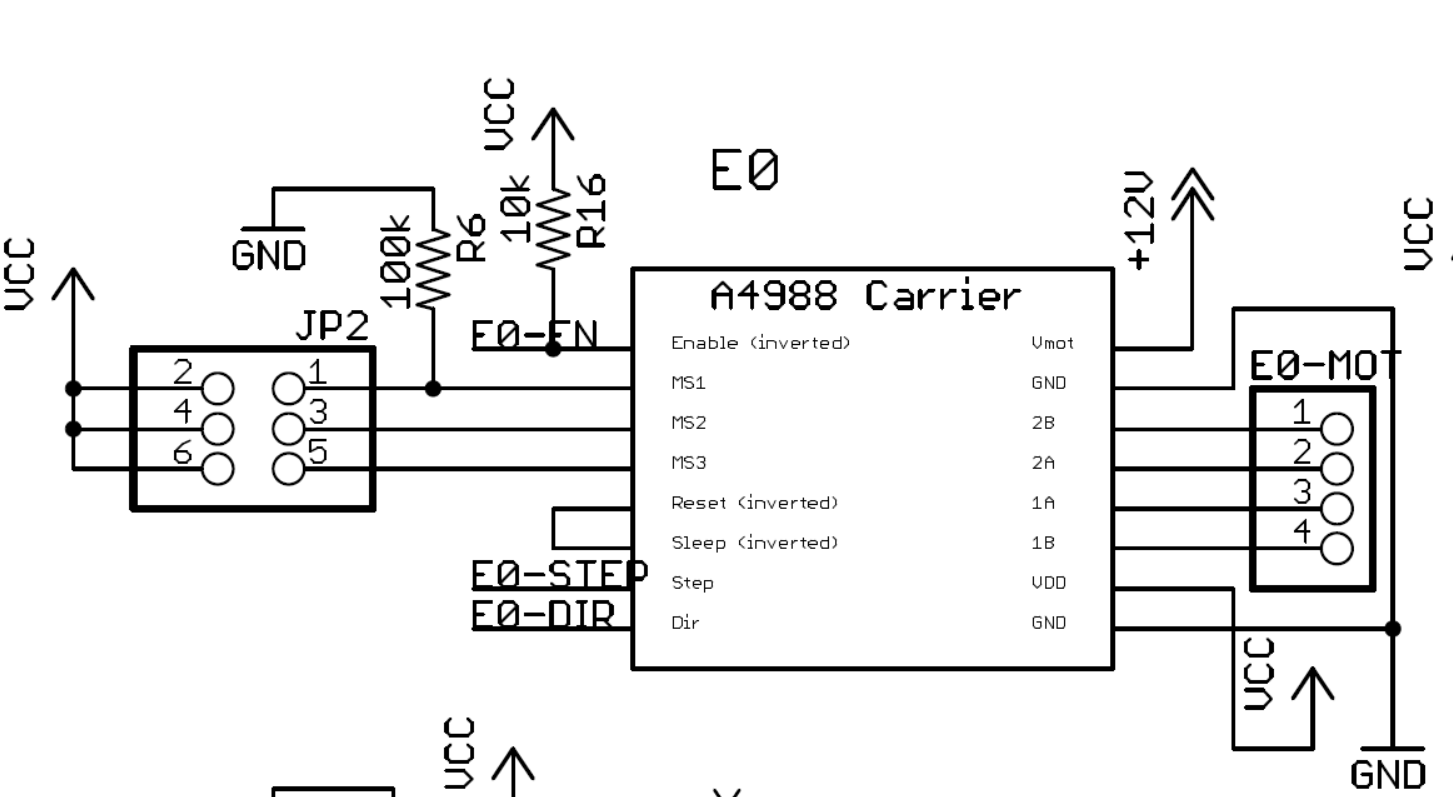 VCC
E0
VCC
10k
R16
+12V
VCC
GND
100k
R6
JP2
A4988 Carrier
E0-EN
Enable (inverted)
Vmot
2
1
MS1
GND
E0-MOT
4
3
MS2
2B
1
6
5
MS3
2A
2
Reset (inverted)
1A
3
Sleep (inverted)
1B
4
E0-STEP
Step
VDD
E0-DIR
Dir
GND
VCC
VCC
GND
VCC